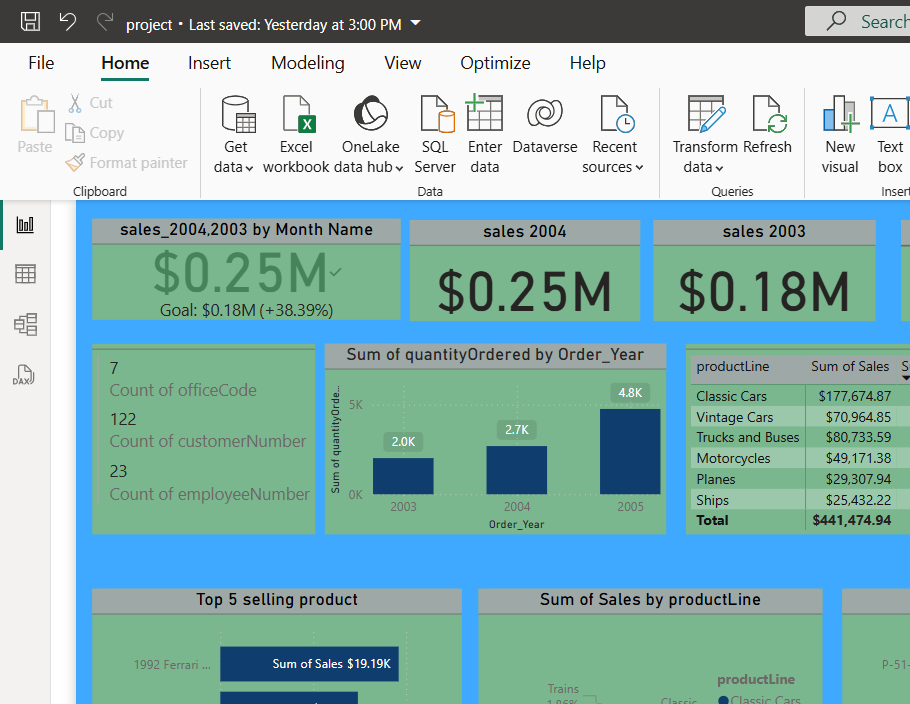 project • Last saved: Yesterday at 3:00 PM
Search
File Home Insert Modeling View Optimize Help
Paste
Cut
Copy
Format painter
Clipboard
Get data
Excel workbook
OneLake data hub
SQL Server
Enter data
Dataverse
Recent sources
Data
Transform data
Refresh
Queries
New visual
Text box
Insert
DAX
sales_2004,2003 by Month Name
$0.25M
Goal: $0.18M (+38.39%)
sales 2004
$0.25M
sales 2003
$0.18M
7
Count of officeCode
122
Count of customerNumber
23
Count of employeeNumber
Sum of quantityOrdered by Order_Year
Sum of quantityOrde...
5K
0K
2.0K
2.7K
4.8K
2003 2004 2005
Order_Year
productLine Sum of Sales S
Classic Cars $177,674.87
Vintage Cars $70,964.85
Trucks and Buses $80,733.59
Motorcycles $49,171.38
Planes $29,307.94
Ships $25,432.22
Total $441,474.94
Top 5 selling product
1992 Ferrari ...
Sum of Sales $19.19K
Sum of Sales by productLine
Trains
1.86%
Classic
productLine
Classic Cars
P-51-